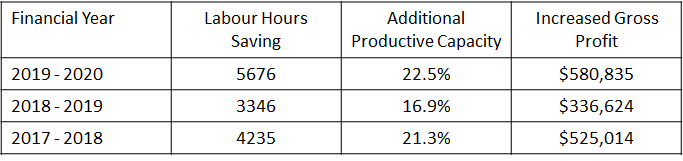 Financial Year Labour Hours Additional Increased Gross
Saving Productive Capacity Profit
2019 - 2020 5676 22.5% $580,835
2018 - 2019 3346 16.9% $336,624
2017 - 2018 4235 21.3% $525,014